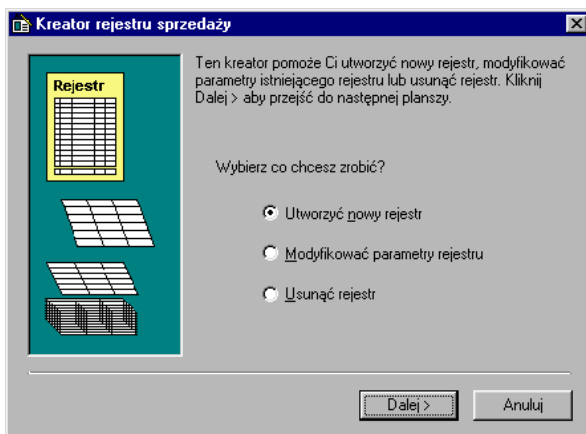 Kreator rejestru sprzedaży
Rejestr
Ten kreator pomoże Ci utworzyć nowy rejestr, modyfikować
parametry istniejącego rejestru lub usunąć rejestr. Kliknij
Dalej > aby przejść do następnej planszy.
Wybierz co chcesz zrobić?
Utworzyć nowy rejestr
Modyfikować parametry rejestru
Usunąć rejestr
Dalej >
Anuluj